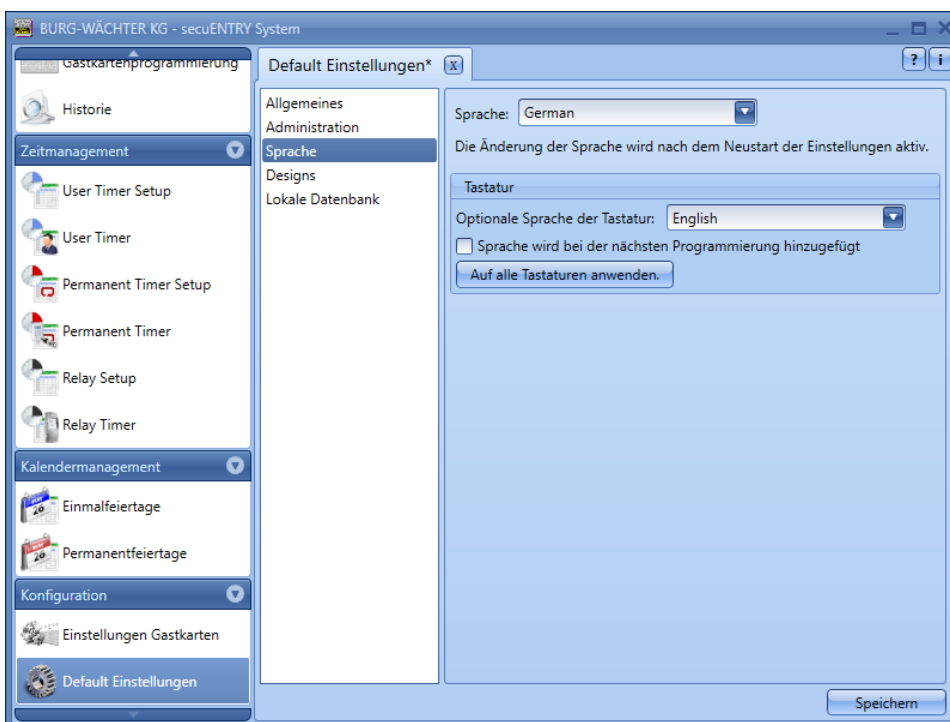 BURG-WÄCHTER KG - secuENTRY System
Gastkartenprogrammierung
Historie
Zeitmanagement
User Timer Setup
User Timer
Permanent Timer Setup
Permanent Timer
Relay Setup
Relay Timer
Kalendermanagement
Einmalfeiertage
Permanentfeiertage
Konfiguration
Einstellungen Gastkarten
Default Einstellungen
Default Einstellungen* x
? i
Allgemeines
Administration
Sprache
Designs
Lokale Datenbank
Sprache: German
Die Änderung der Sprache wird nach dem Neustart der Einstellungen aktiv.
Tastatur
Optionale Sprache der Tastatur: English
Sprache wird bei der nächsten Programmierung hinzugefügt
Auf alle Tastaturen anwenden.
Speichern